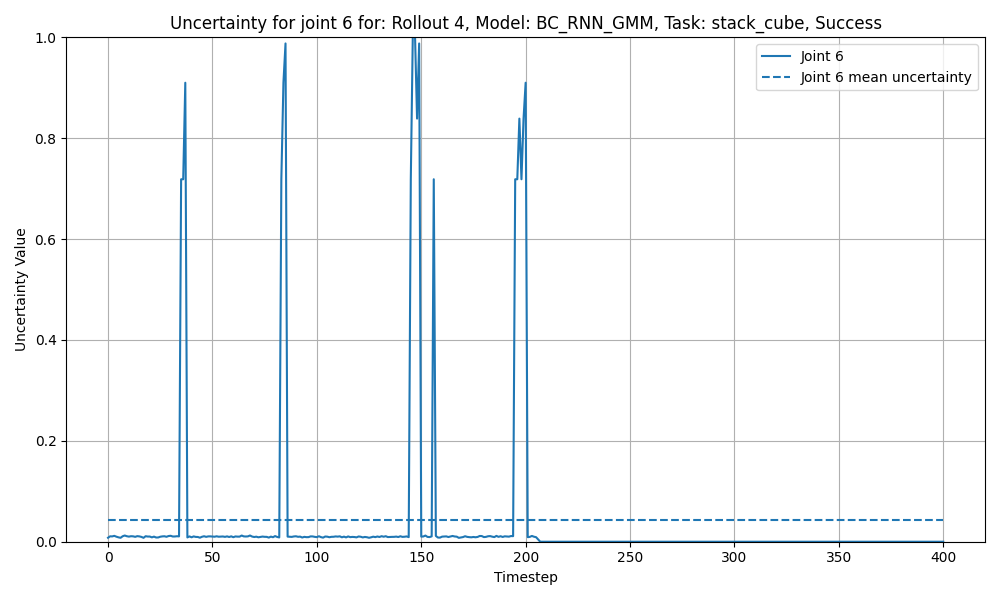 Uncertainty for joint 6 for: Rollout 4, Model: BC_RNN_GMM, Task: stack_cube, Success
Joint 6
Joint 6 mean uncertainty
Uncertainty Value
1.0
0.8
0.6
0.4
0.2
0.0
0 50 100 150 200 250 300 350 400
Timestep